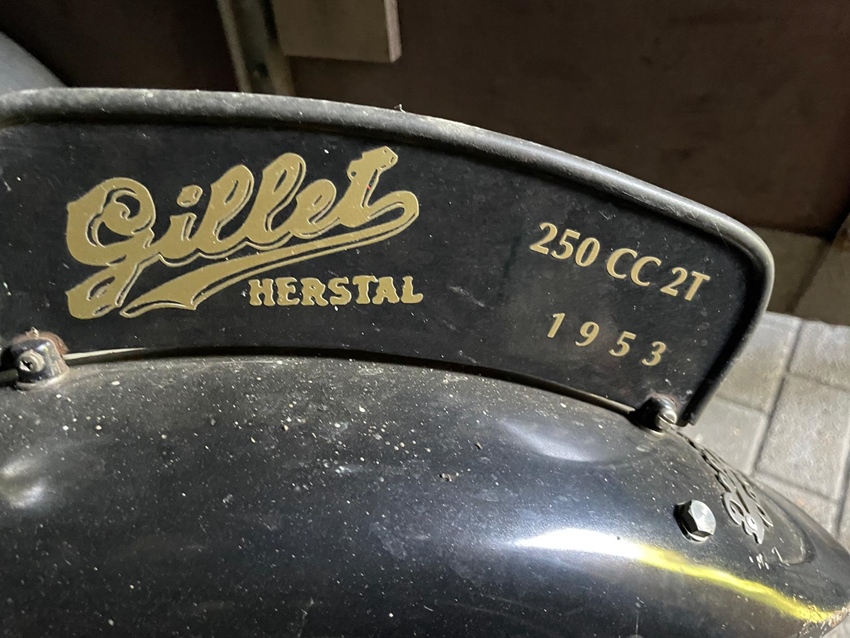 Gillet
HERSTAL
250 CC 2T
1953